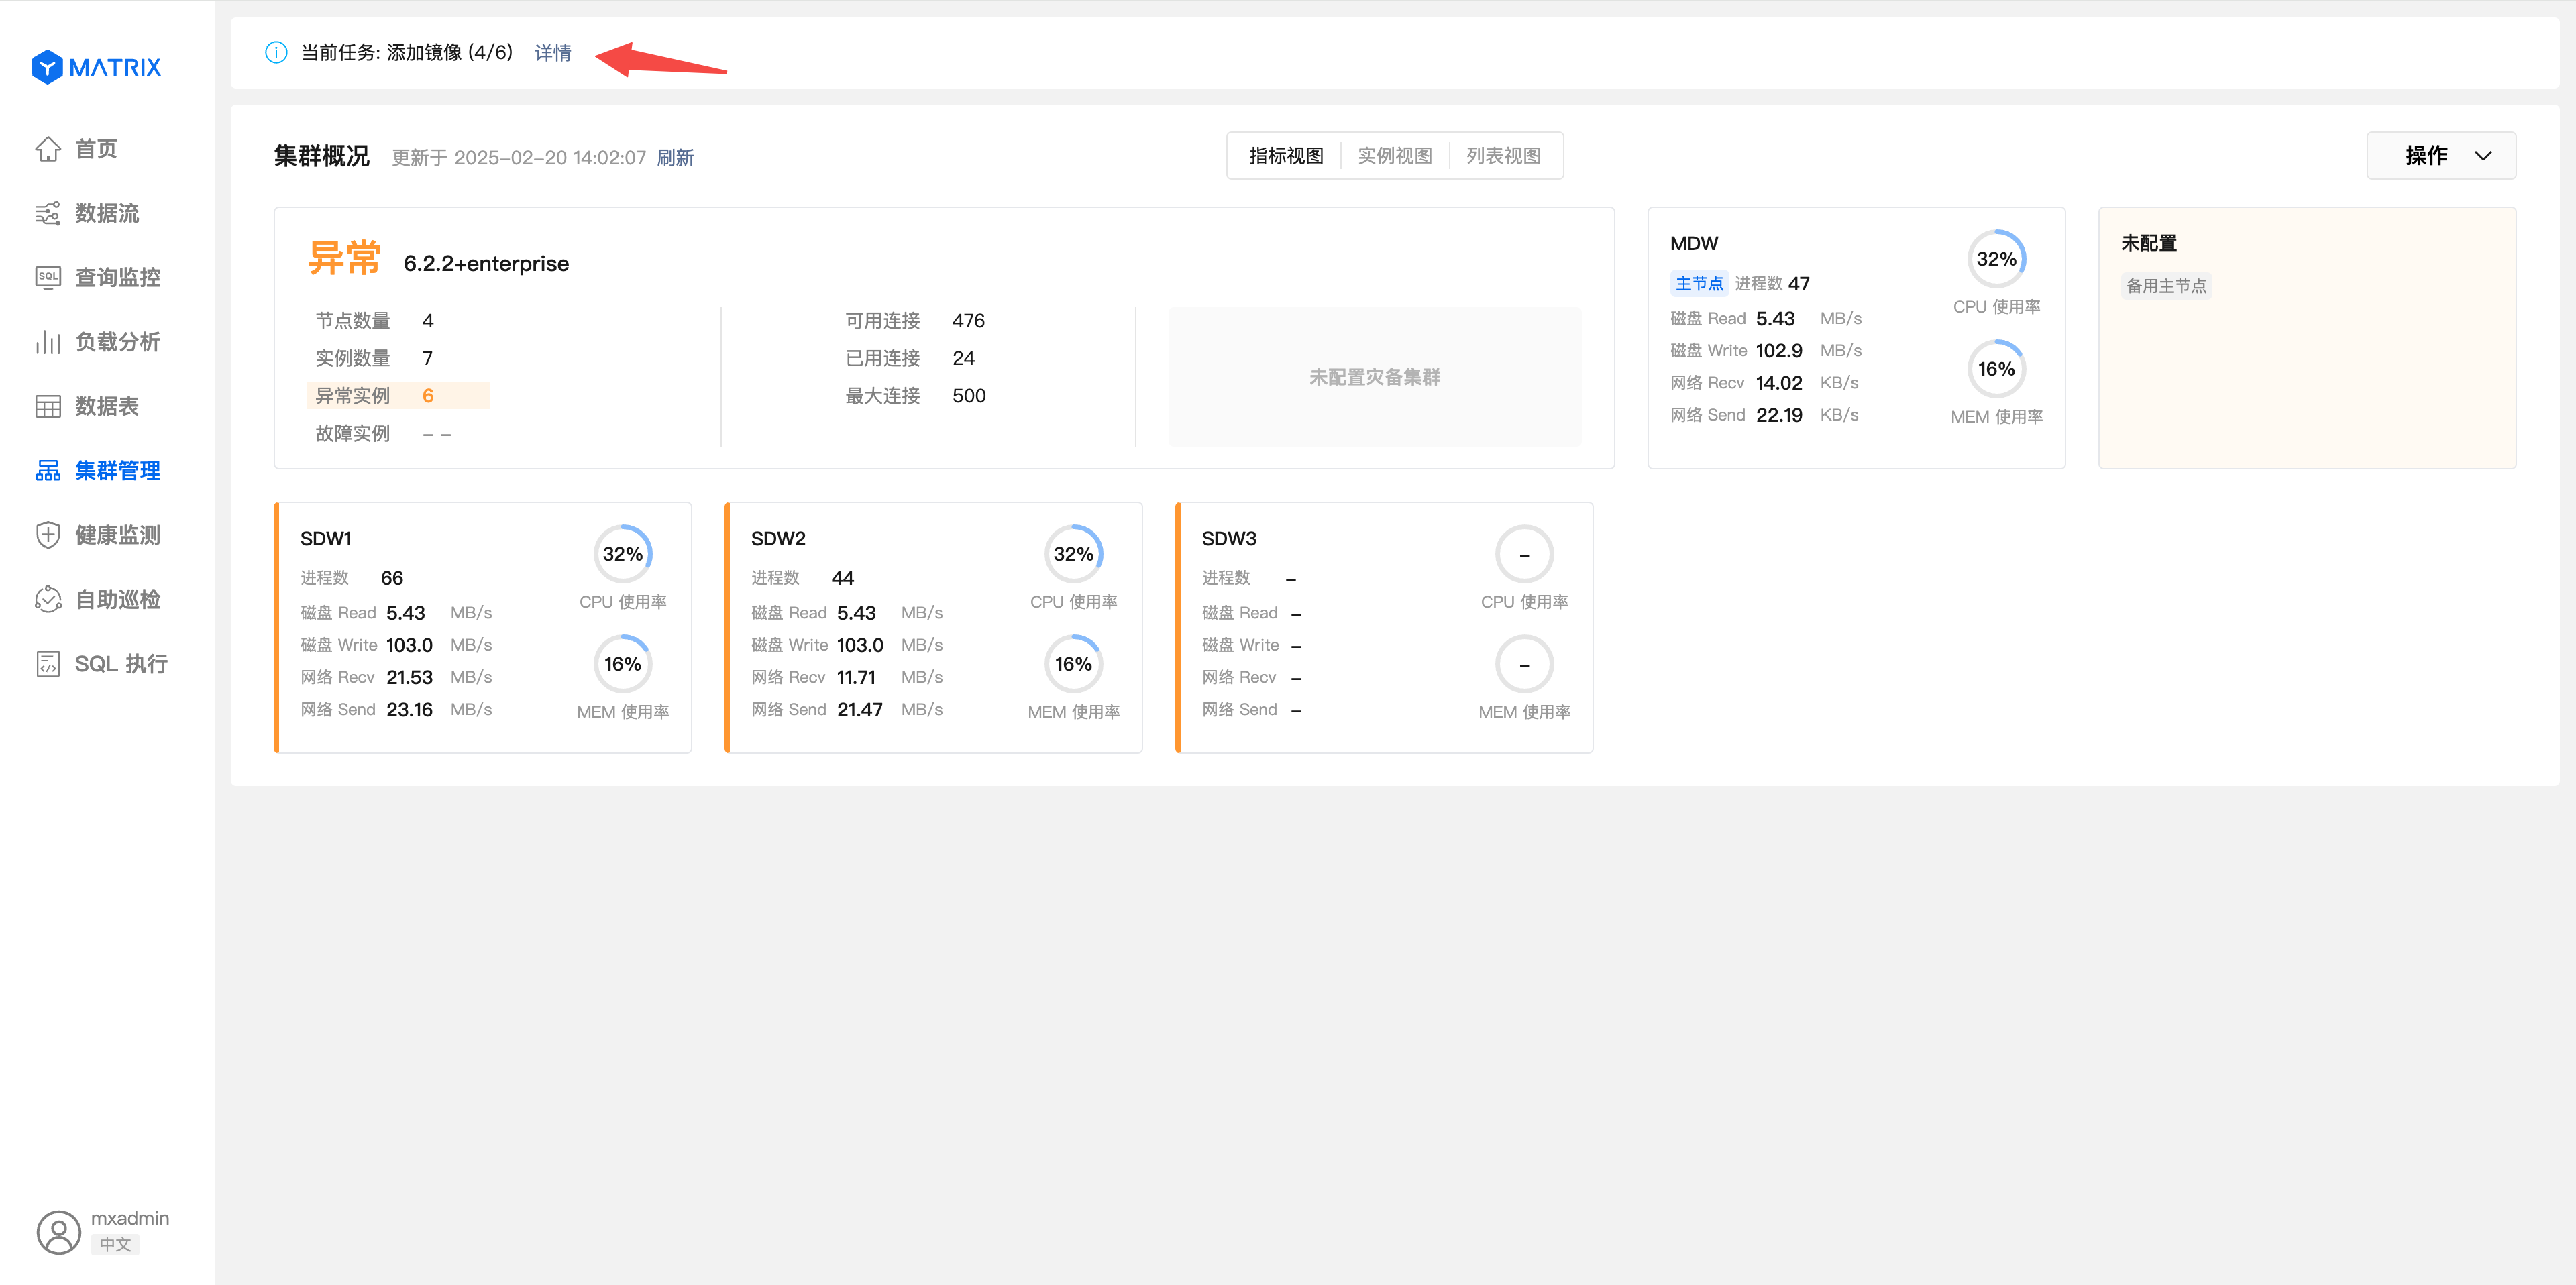 MATRIX
首页
数据流
SQL
查询监控
负载分析
数据表
集群管理
健康监测
自助巡检
SQL 执行
mxadmin
中文
当前任务: 添加镜像 (4/6) 详情
集群概况 更新于 2025-02-20 14:02:07 刷新
指标视图 实例视图 列表视图
操作
异常 6.2.2+enterprise
节点数量 4
实例数量 7
异常实例 6
故障实例 – –
可用连接 476
已用连接 24
最大连接 500
未配置灾备集群
MDW
主节点 进程数 47
磁盘 Read 5.43 MB/s
磁盘 Write 102.9 MB/s
网络 Recv 14.02 KB/s
网络 Send 22.19 KB/s
32%
CPU 使用率
16%
MEM 使用率
未配置
备用主节点
SDW1
进程数 66
磁盘 Read 5.43 MB/s
磁盘 Write 103.0 MB/s
网络 Recv 21.53 MB/s
网络 Send 23.16 MB/s
32%
CPU 使用率
16%
MEM 使用率
SDW2
进程数 44
磁盘 Read 5.43 MB/s
磁盘 Write 103.0 MB/s
网络 Recv 11.71 MB/s
网络 Send 21.47 MB/s
32%
CPU 使用率
16%
MEM 使用率
SDW3
进程数 –
磁盘 Read –
磁盘 Write –
网络 Recv –
网络 Send –
–
CPU 使用率
–
MEM 使用率